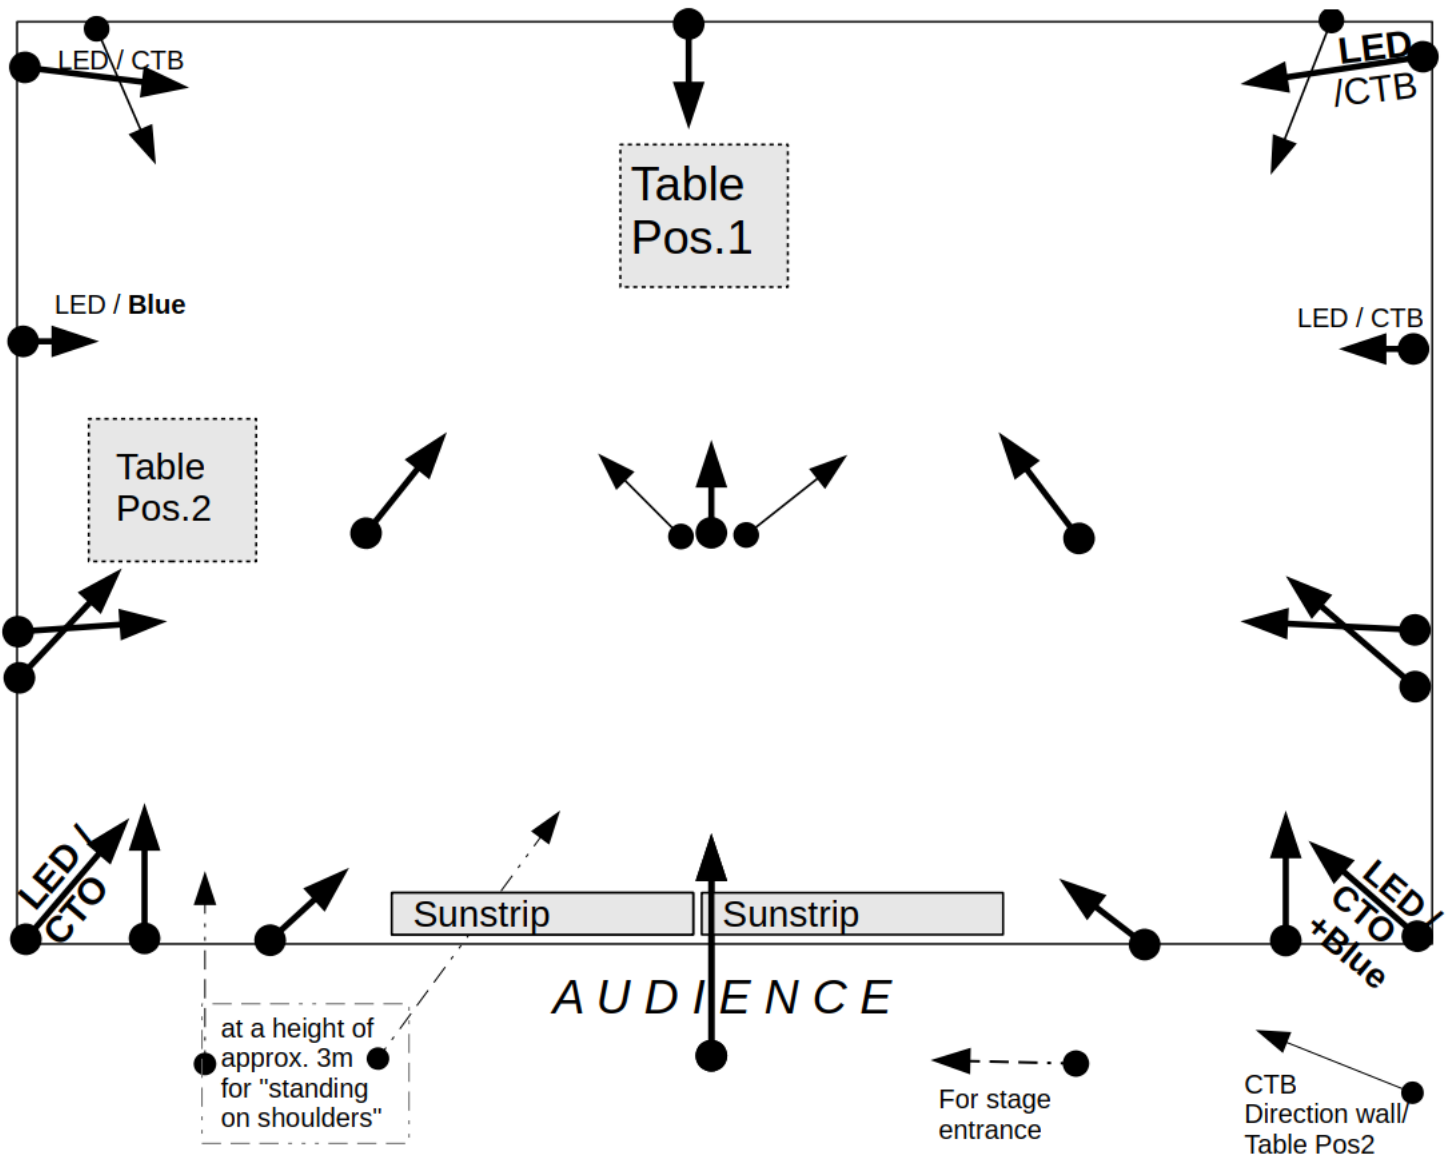 LED / CTB
LED
/CTB
Table
Pos.1
LED / Blue
LED / CTB
Table
Pos.2
LED /
CTO
Sunstrip
Sunstrip
LED /
CTO
+Blue
AUDIENCE
at a height of
approx. 3m
for "standing
on shoulders"
For stage
entrance
CTB
Direction wall/
Table Pos2